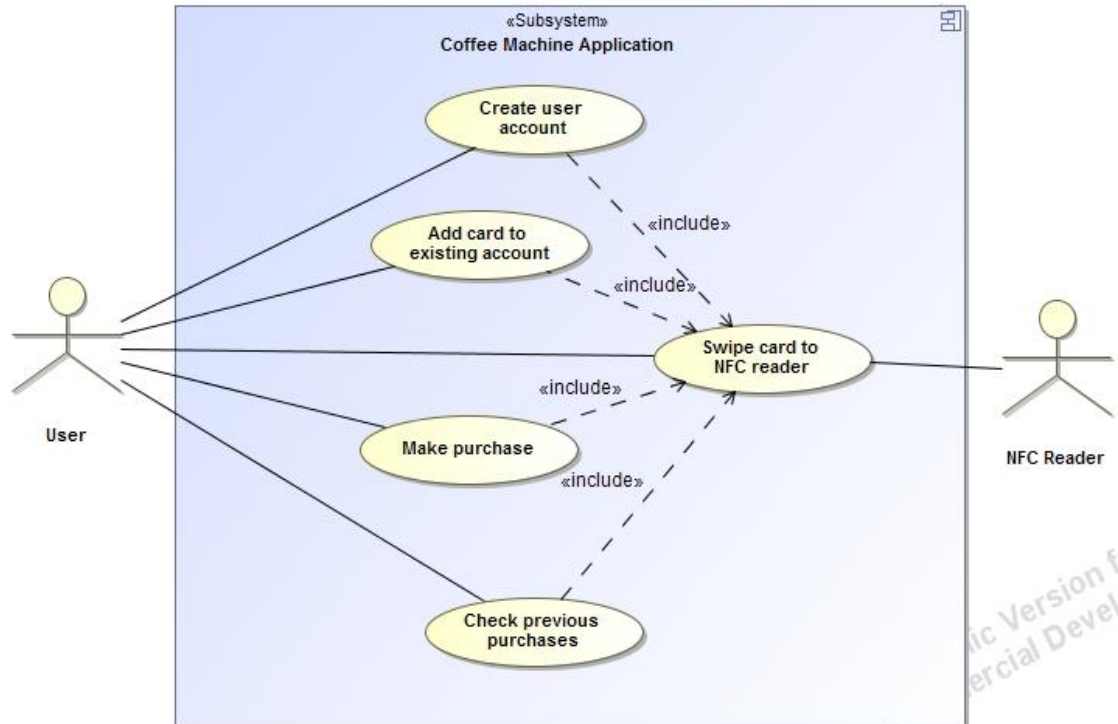 «Subsystem»
Coffee Machine Application
Create user
account
«include»
Add card to
existing account
«include»
Swipe card to
NFC reader
«include»
User
Make purchase
NFC Reader
«include»
Check previous
purchases
Version